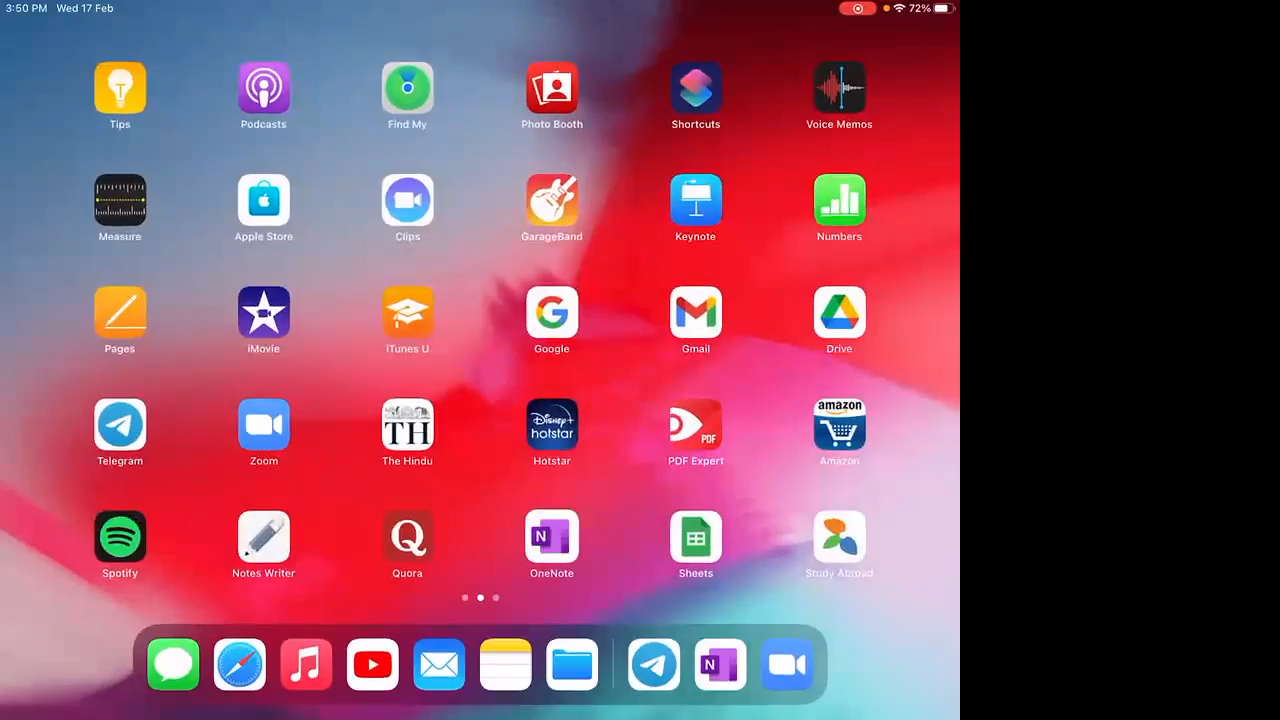 3:50 PM Wed 17 Feb 72%
Tips Podcasts Find My Photo Booth Shortcuts Voice Memos
Measure Apple Store Clips GarageBand Keynote Numbers
Pages iMovie iTunes U Google Gmail Drive
TH Disney+ hotstar PDF amazon
Telegram Zoom The Hindu Hotstar PDF Expert Amazon
Q N
Spotify Notes Writer Quora OneNote Sheets Study Abroad
N